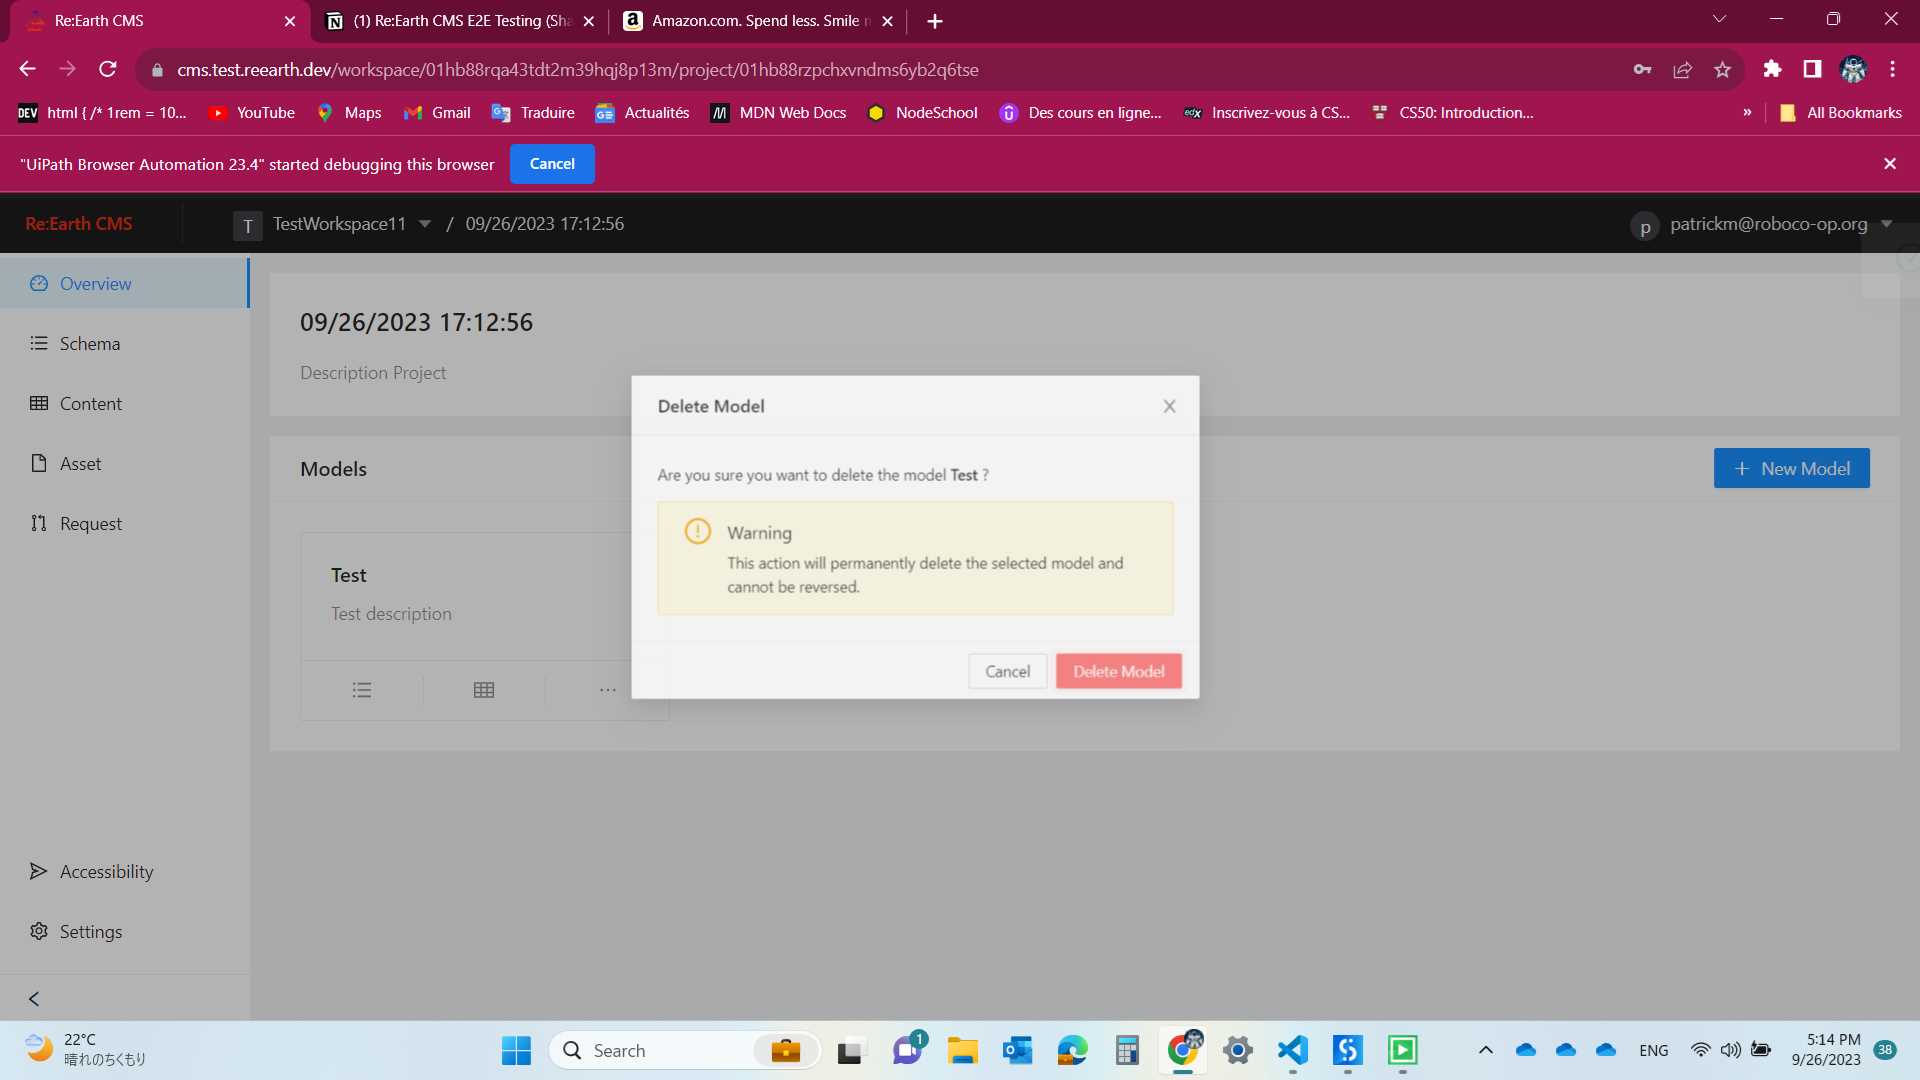 Re:Earth CMS
(1) Re:Earth CMS E2E Testing (Sha
Amazon.com. Spend less. Smile m
cms.test.reearth.dev/workspace/01hb88rqa43tdt2m39hqj8p13m/project/01hb88rzpchxvndms6yb2q6tse
DEV html { /* 1rem = 10...
YouTube
Maps
Gmail
Traduire
Actualités
MDN Web Docs
NodeSchool
Des cours en ligne...
edX Inscrivez-vous à CS...
CS50: Introduction...
»
All Bookmarks
"UiPath Browser Automation 23.4" started debugging this browser
Cancel
Re:Earth CMS
T TestWorkspace11 / 09/26/2023 17:12:56
p patrickm@roboco-op.org
Overview
Schema
Content
Asset
Request
Accessibility
Settings
09/26/2023 17:12:56
Description Project
Models
+ New Model
Test
Test description
Delete Model
Are you sure you want to delete the model Test ?
Warning
This action will permanently delete the selected model and
cannot be reversed.
Cancel
Delete Model
22°C
晴れのちくもり
Search
1
ENG
5:14 PM
9/26/2023
38